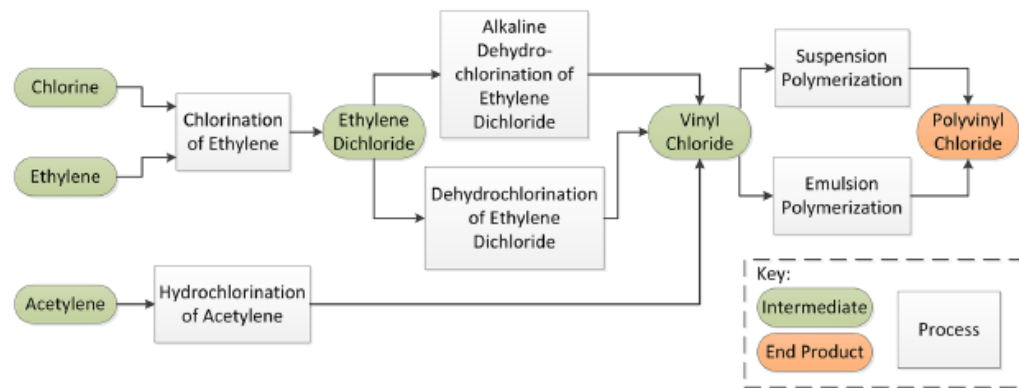 Chlorine
Ethylene
Chlorination
of Ethylene
Ethylene
Dichloride
Alkaline
Dehydro-
chlorination of
Ethylene
Dichloride
Dehydrochlorination
of Ethylene
Dichloride
Acetylene
Hydrochlorination
of Acetylene
Vinyl
Chloride
Suspension
Polymerization
Emulsion
Polymerization
Polyvinyl
Chloride
Key:
Intermediate
End Product
Process